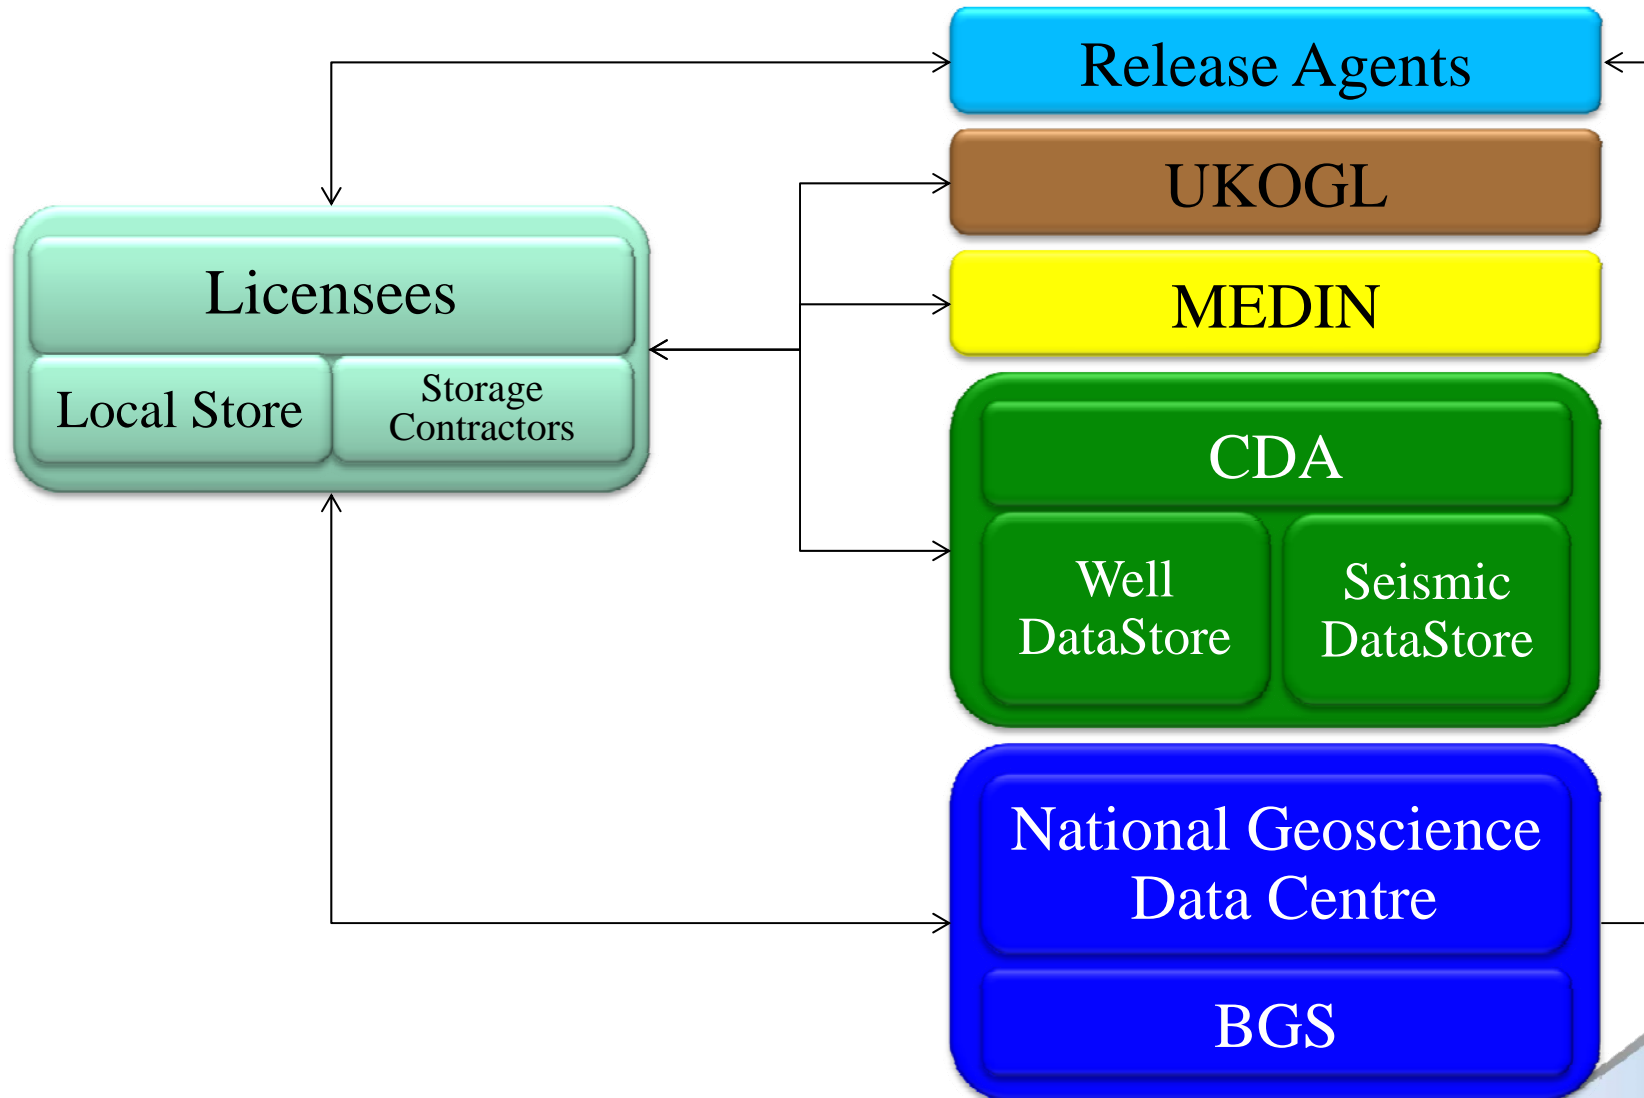 Release Agents
UKOGL
MEDIN
Licensees
Local Store
Storage
Contractors
CDA
Well
DataStore
Seismic
DataStore
National Geoscience
Data Centre
BGS